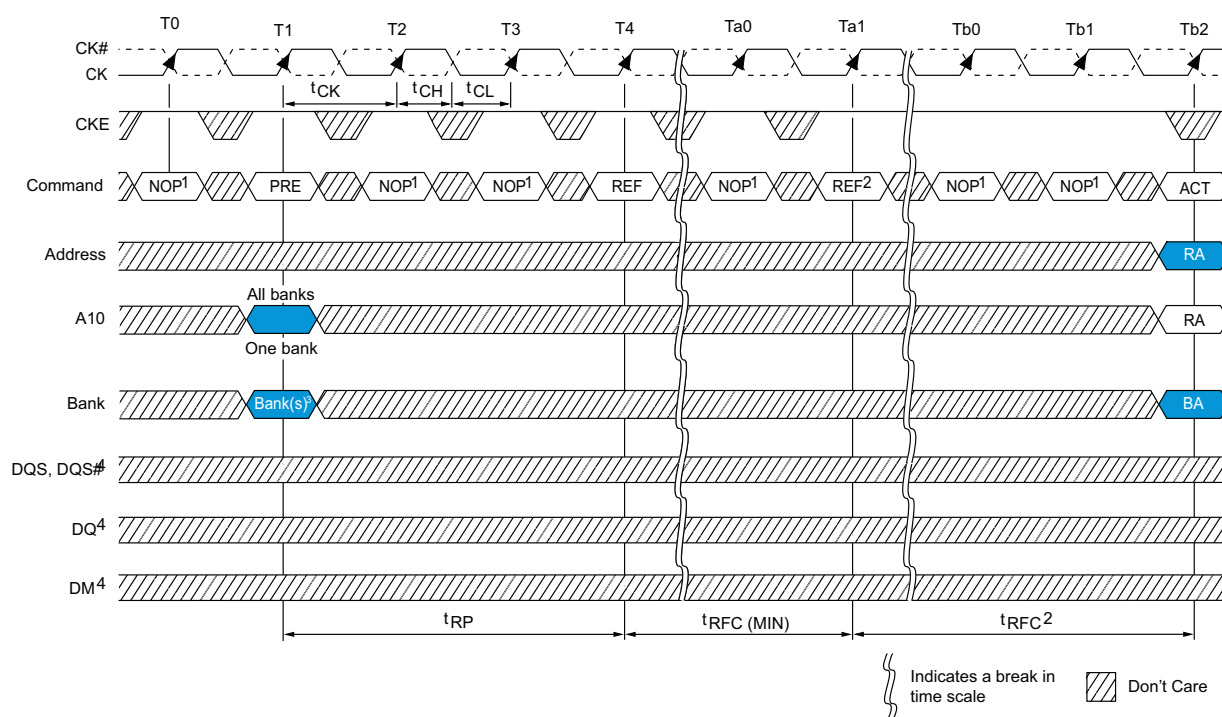 T0 T1 T2 T3 T4 Ta0 Ta1 Tb0 Tb1 Tb2
CK#
CK
tCK tCH tCL
CKE
Command NOP1 PRE NOP1 NOP1 REF NOP1 REF2 NOP1 NOP1 ACT
Address RA
All banks
A10 RA
One bank
Bank Bank(s)3 BA
DQS, DQS#4
DQ4
DM4
tRP tRFC (MIN) tRFC2
Indicates a break in
time scale
Don't Care